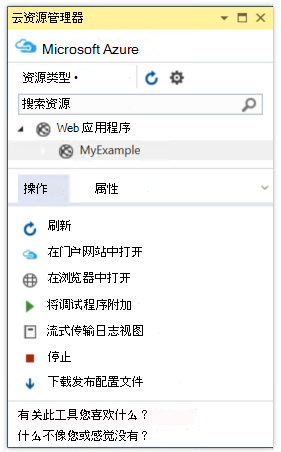 云资源管理器
Microsoft Azure
资源类型•
搜索资源
Web 应用程序
MyExample
操作 属性
刷新
在门户网站中打开
在浏览器中打开
将调试程序附加
流式传输日志视图
停止
下载发布配置文件
有关此工具您喜欢什么？
什么不像您或感觉没有？